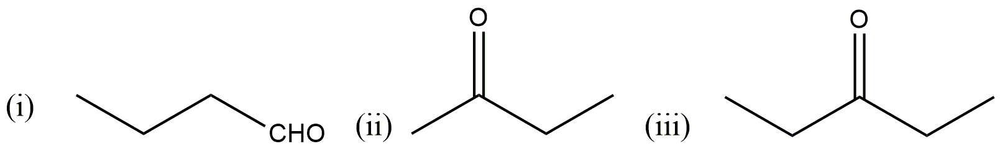 O O
(i) CHO (ii) (iii)